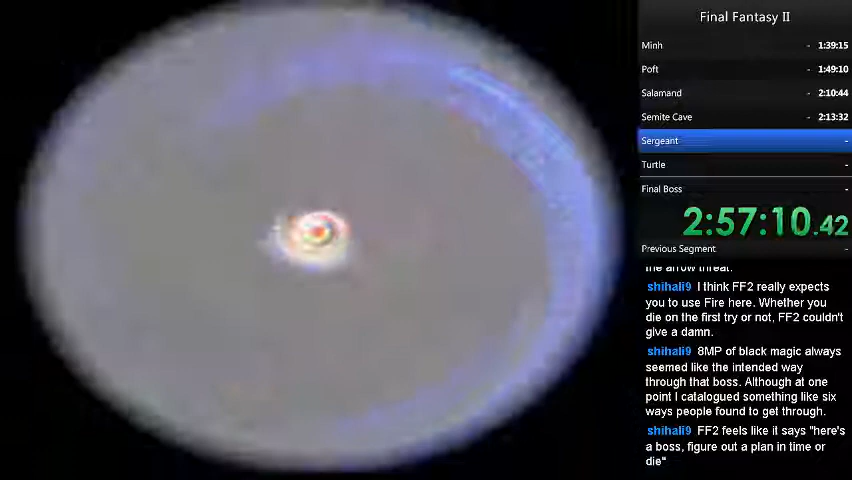 Final Fantasy II
Minh - 1:39:15
Poft - 1:49:10
Salamand - 2:10:44
Semite Cave - 2:13:32
Sergeant -
Turtle -
Final Boss -
2:57:10.42
Previous Segment -
the arrow threat.
shihali9 I think FF2 really expects
you to use Fire here. Whether you
die on the first try or not, FF2 couldn't
give a damn.
shihali9 8MP of black magic always
seemed like the intended way
through that boss. Although at one
point I catalogued something like six
ways people found to get through.
shihali9 FF2 feels like it says "here's
a boss, figure out a plan in time or
die"